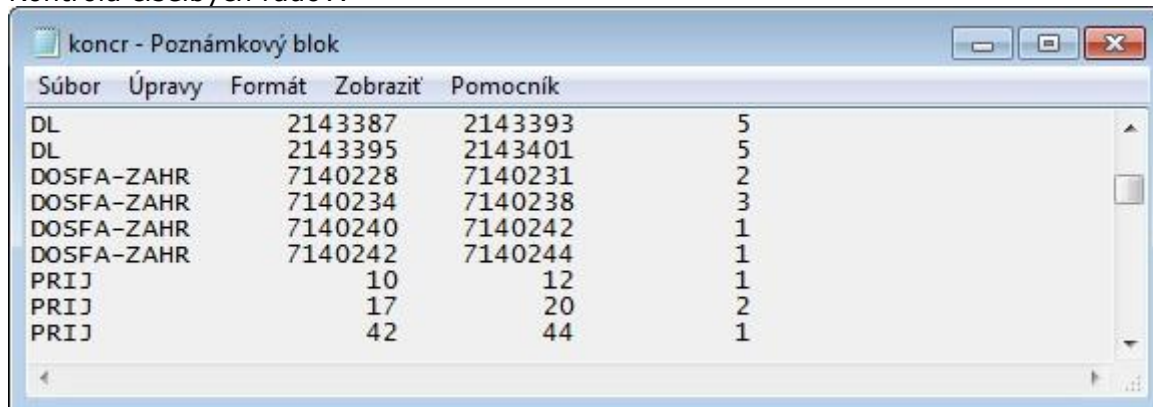 koncr - Poznámkový blok
Súbor Úpravy Formát Zobraziť Pomocník
DL 2143387 2143393 5
DL 2143395 2143401 5
DOSFA-ZAHR 7140228 7140231 2
DOSFA-ZAHR 7140234 7140238 3
DOSFA-ZAHR 7140240 7140242 1
DOSFA-ZAHR 7140242 7140244 1
PRIJ 10 12 1
PRIJ 17 20 2
PRIJ 42 44 1